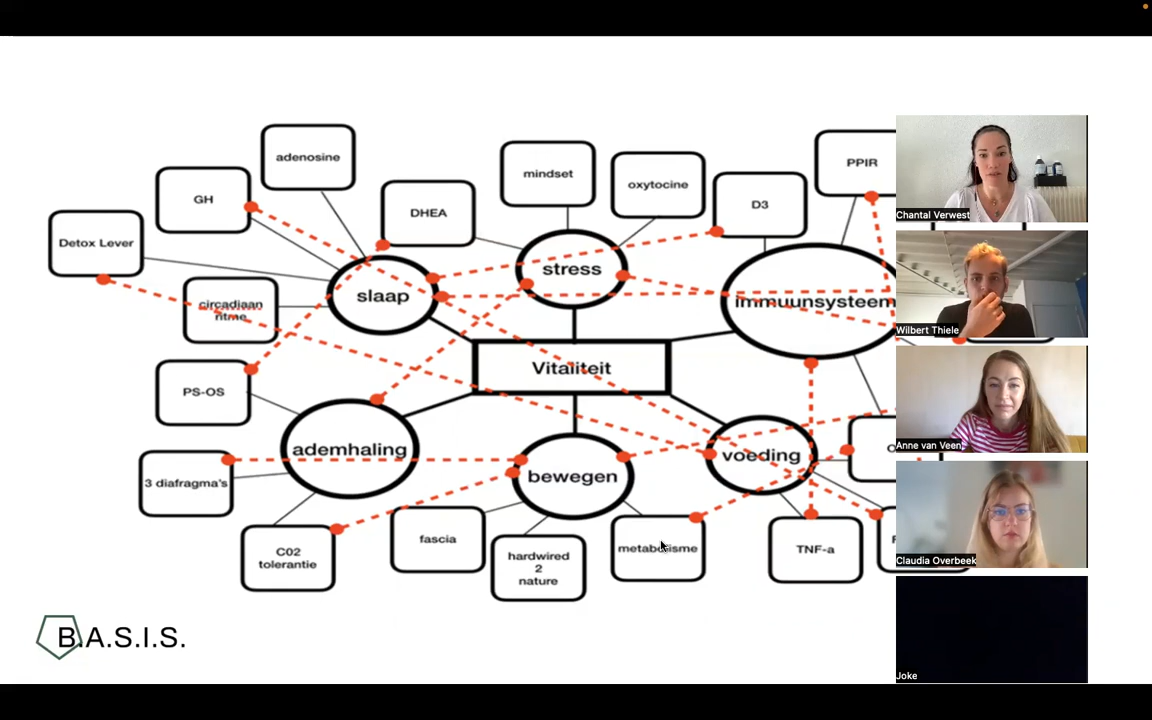 adenosine
mindset
oxytocine
PPIR
GH
DHEA
D3
Detox Lever
stress
slaap
circadiaan
ritme
immuunsysteem
Vitaliteit
PS-OS
ademhaling
bewegen
voeding
3 diafragma's
C02
tolerantie
fascia
hardwired
2
nature
metabolisme
TNF-a
B.A.S.I.S.
Chantal Verwest
Wilbert Thiele
Anne van Veen
Claudia Overbeek
Joke